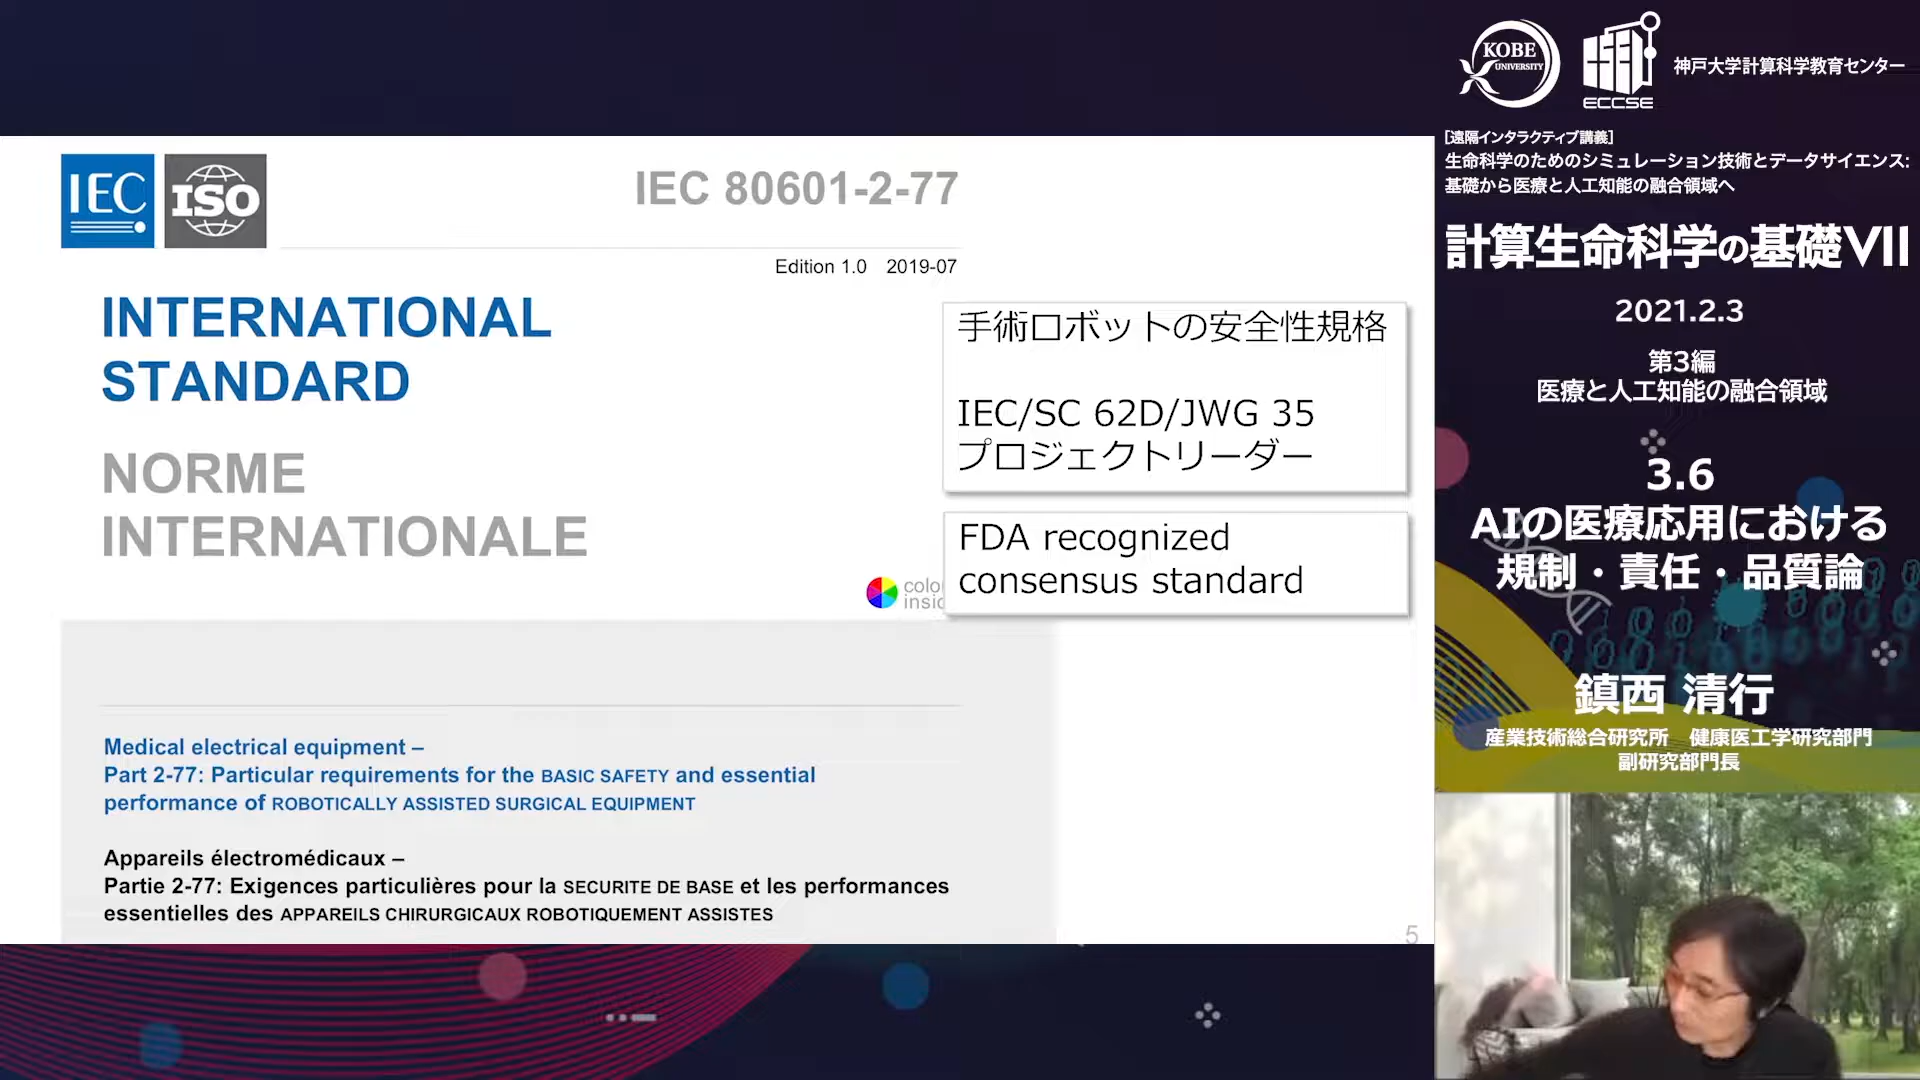 IEC ISO
IEC 80601-2-77
Edition 1.0 2019-07
INTERNATIONAL
STANDARD
NORME
INTERNATIONALE
手術ロボットの安全性規格
IEC/SC 62D/JWG 35
プロジェクトリーダー
FDA recognized
consensus standard
Medical electrical equipment –
Part 2-77: Particular requirements for the BASIC SAFETY and essential
performance of ROBOTICALLY ASSISTED SURGICAL EQUIPMENT
Appareils électromédicaux –
Partie 2-77: Exigences particulières pour la SECURITE DE BASE et les performances
essentielles des APPAREILS CHIRURGICAUX ROBOTIQUEMENT ASSISTES
5
KOBE
UNIVERSITY
ECCSE
神戸大学計算科学教育センター
[遠隔インタラクティブ講義]
生命科学のためのシミュレーション技術とデータサイエンス:
基礎から医療と人工知能の融合領域へ
計算生命科学の基礎VII
2021.2.3
第3編
医療と人工知能の融合領域
3.6
AIの医療応用における
規制・責任・品質論
鎮西 清行
産業技術総合研究所 健康医工学研究部門
副研究部門長